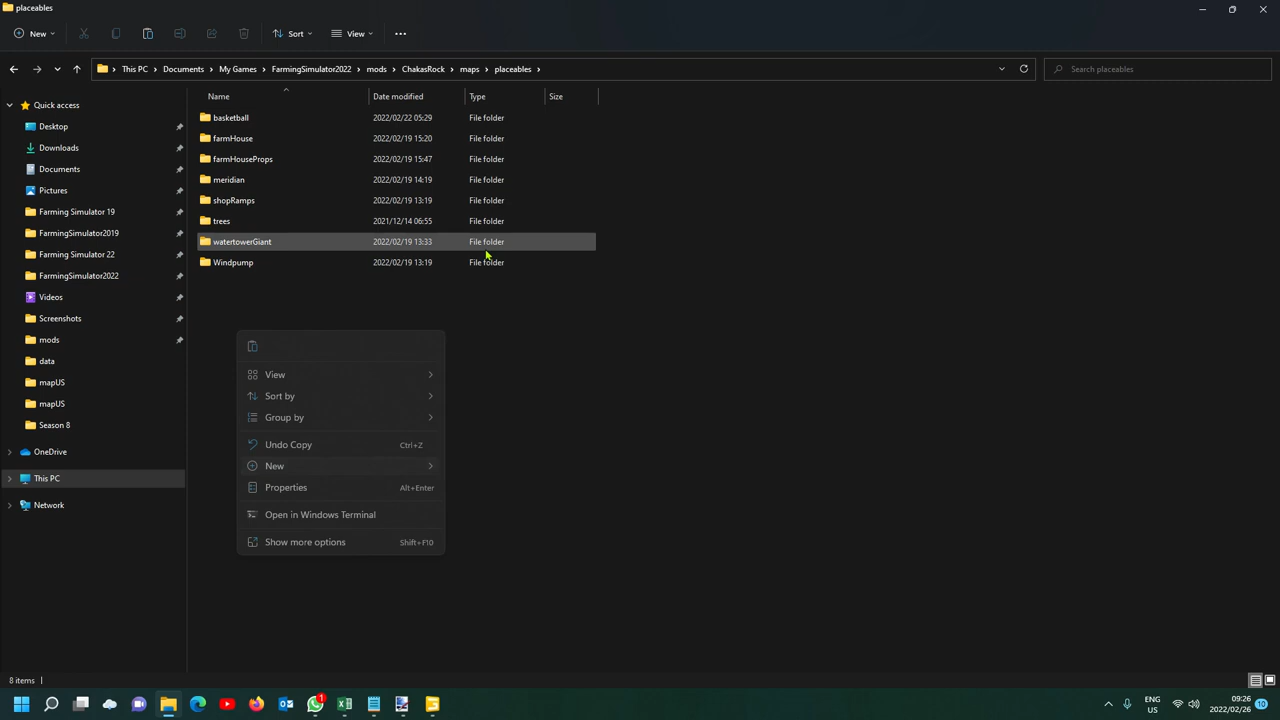 placeables
New
Sort
View
This PC > Documents > My Games > FarmingSimulator2022 > mods > ChakasRock > maps > placeables >
Search placeables
Name Date modified Type Size
basketball 2022/02/22 05:29 File folder
farmHouse 2022/02/19 15:20 File folder
farmHouseProps 2022/02/19 15:47 File folder
meridian 2022/02/19 14:19 File folder
shopRamps 2022/02/19 13:19 File folder
trees 2021/12/14 06:55 File folder
watertowerGiant 2022/02/19 13:33 File folder
Windpump 2022/02/19 13:19 File folder
Quick access
Desktop
Downloads
Documents
Pictures
Farming Simulator 19
FarmingSimulator2019
Farming Simulator 22
FarmingSimulator2022
Videos
Screenshots
mods
data
mapUS
mapUS
Season 8
OneDrive
This PC
Network
View
Sort by
Group by
Undo Copy Ctrl+Z
New
Properties Alt+Enter
Open in Windows Terminal
Show more options Shift+F10
8 items
1
ENG
US
09:26
2022/02/26
10